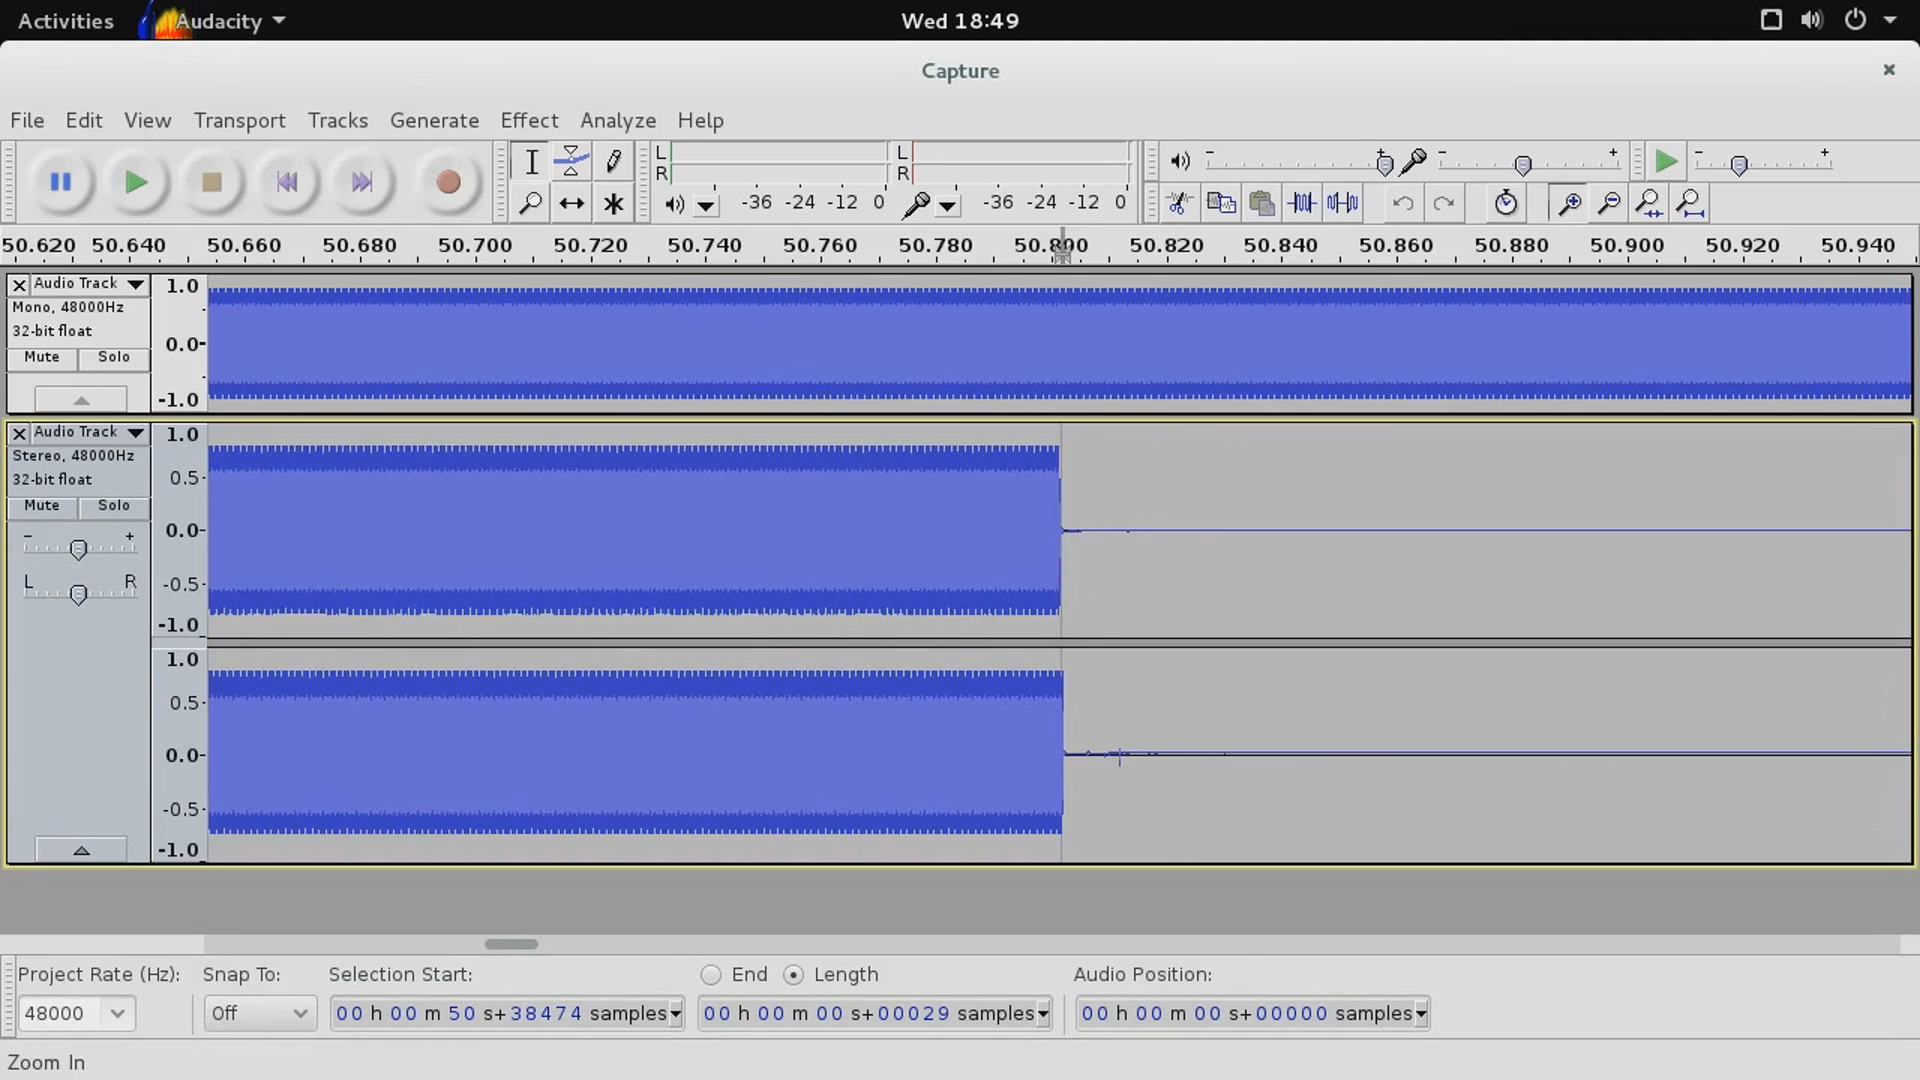 Activities Audacity Wed 18:49
Capture
File Edit View Transport Tracks Generate Effect Analyze Help
L R L R - + - + - +
-36 -24 -12 0 -36 -24 -12 0
50.620 50.640 50.660 50.680 50.700 50.720 50.740 50.760 50.780 50.800 50.820 50.840 50.860 50.880 50.900 50.920 50.940
Audio Track 1.0
Mono, 48000Hz
32-bit float
0.0-
Mute Solo
-1.0
Audio Track 1.0
Stereo, 48000Hz
32-bit float 0.5-
Mute Solo
- + 0.0-
L R -0.5-
-1.0
1.0
0.5-
0.0-
-0.5-
-1.0
Project Rate (Hz): Snap To: Selection Start: End Length Audio Position:
48000 Off 00 h 00 m 50 s+38474 samples 00 h 00 m 00 s+00029 samples 00 h 00 m 00 s+00000 samples
Zoom In